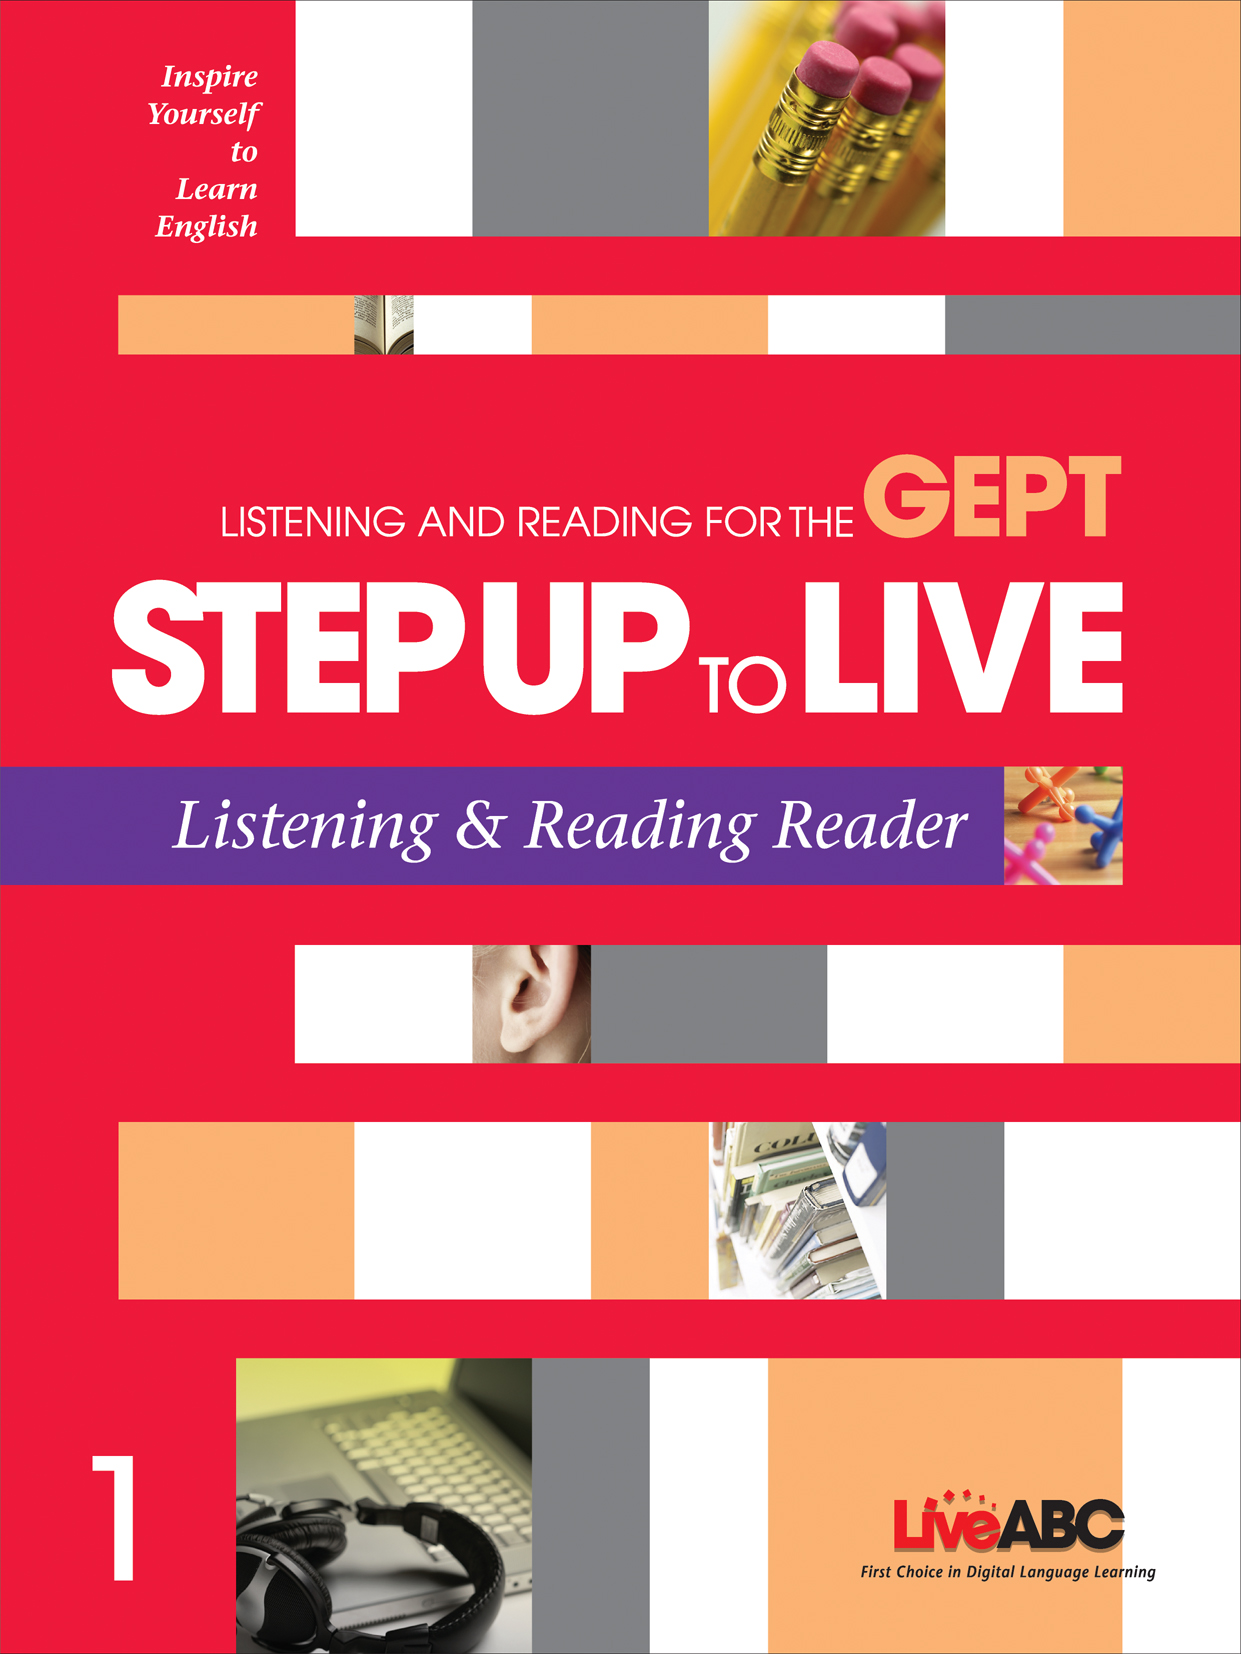 Inspire
Yourself
to
Learn
English
LISTENING AND READING FOR THE GEPT
STEP UP TO LIVE
Listening & Reading Reader
1
LiveABC
First Choice in Digital Language Learning